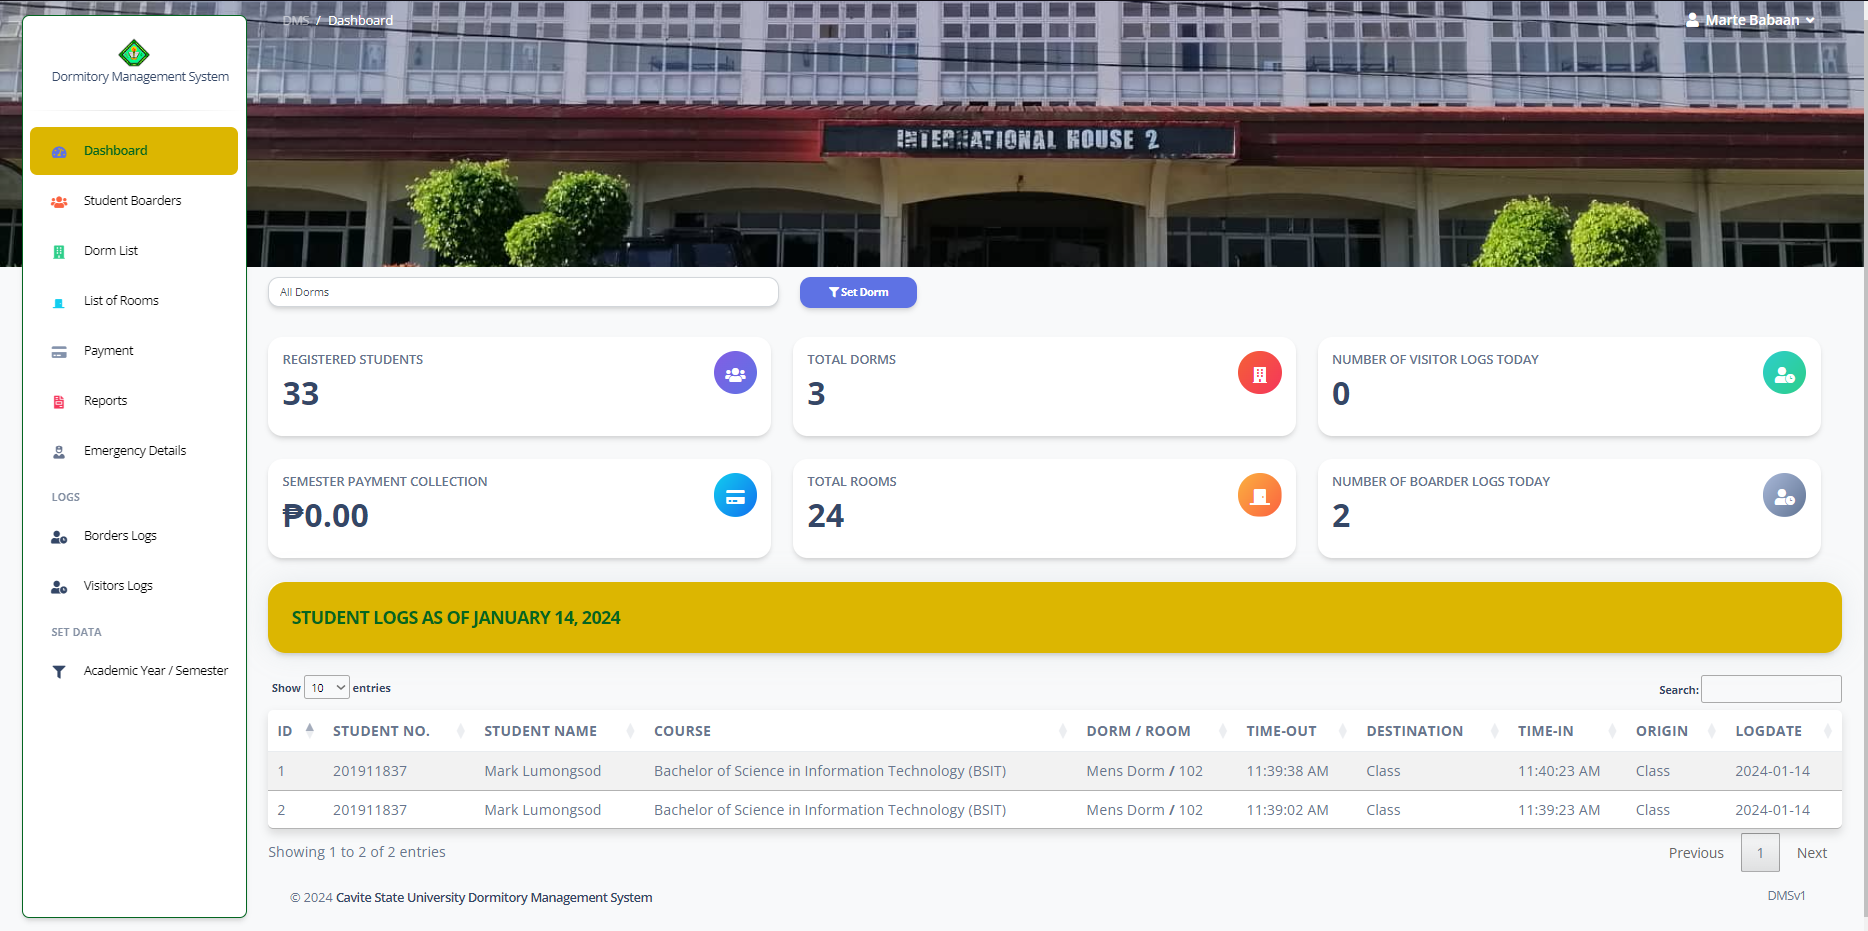 DMS / Dashboard
Marte Babaan
INTERNATIONAL HOUSE 2
Dormitory Management System
Dashboard
Student Boarders
Dorm List
List of Rooms
Payment
Reports
Emergency Details
LOGS
Borders Logs
Visitors Logs
SET DATA
Academic Year / Semester
All Dorms
Set Dorm
REGISTERED STUDENTS
33
TOTAL DORMS
3
NUMBER OF VISITOR LOGS TODAY
0
SEMESTER PAYMENT COLLECTION
₱0.00
TOTAL ROOMS
24
NUMBER OF BOARDER LOGS TODAY
2
STUDENT LOGS AS OF JANUARY 14, 2024
Show 10 entries
Search:
ID STUDENT NO. STUDENT NAME COURSE DORM / ROOM TIME-OUT DESTINATION TIME-IN ORIGIN LOGDATE
1 201911837 Mark Lumongsod Bachelor of Science in Information Technology (BSIT) Mens Dorm / 102 11:39:38 AM Class 11:40:23 AM Class 2024-01-14
2 201911837 Mark Lumongsod Bachelor of Science in Information Technology (BSIT) Mens Dorm / 102 11:39:02 AM Class 11:39:23 AM Class 2024-01-14
Showing 1 to 2 of 2 entries
Previous 1 Next
© 2024 Cavite State University Dormitory Management System
DMSv1